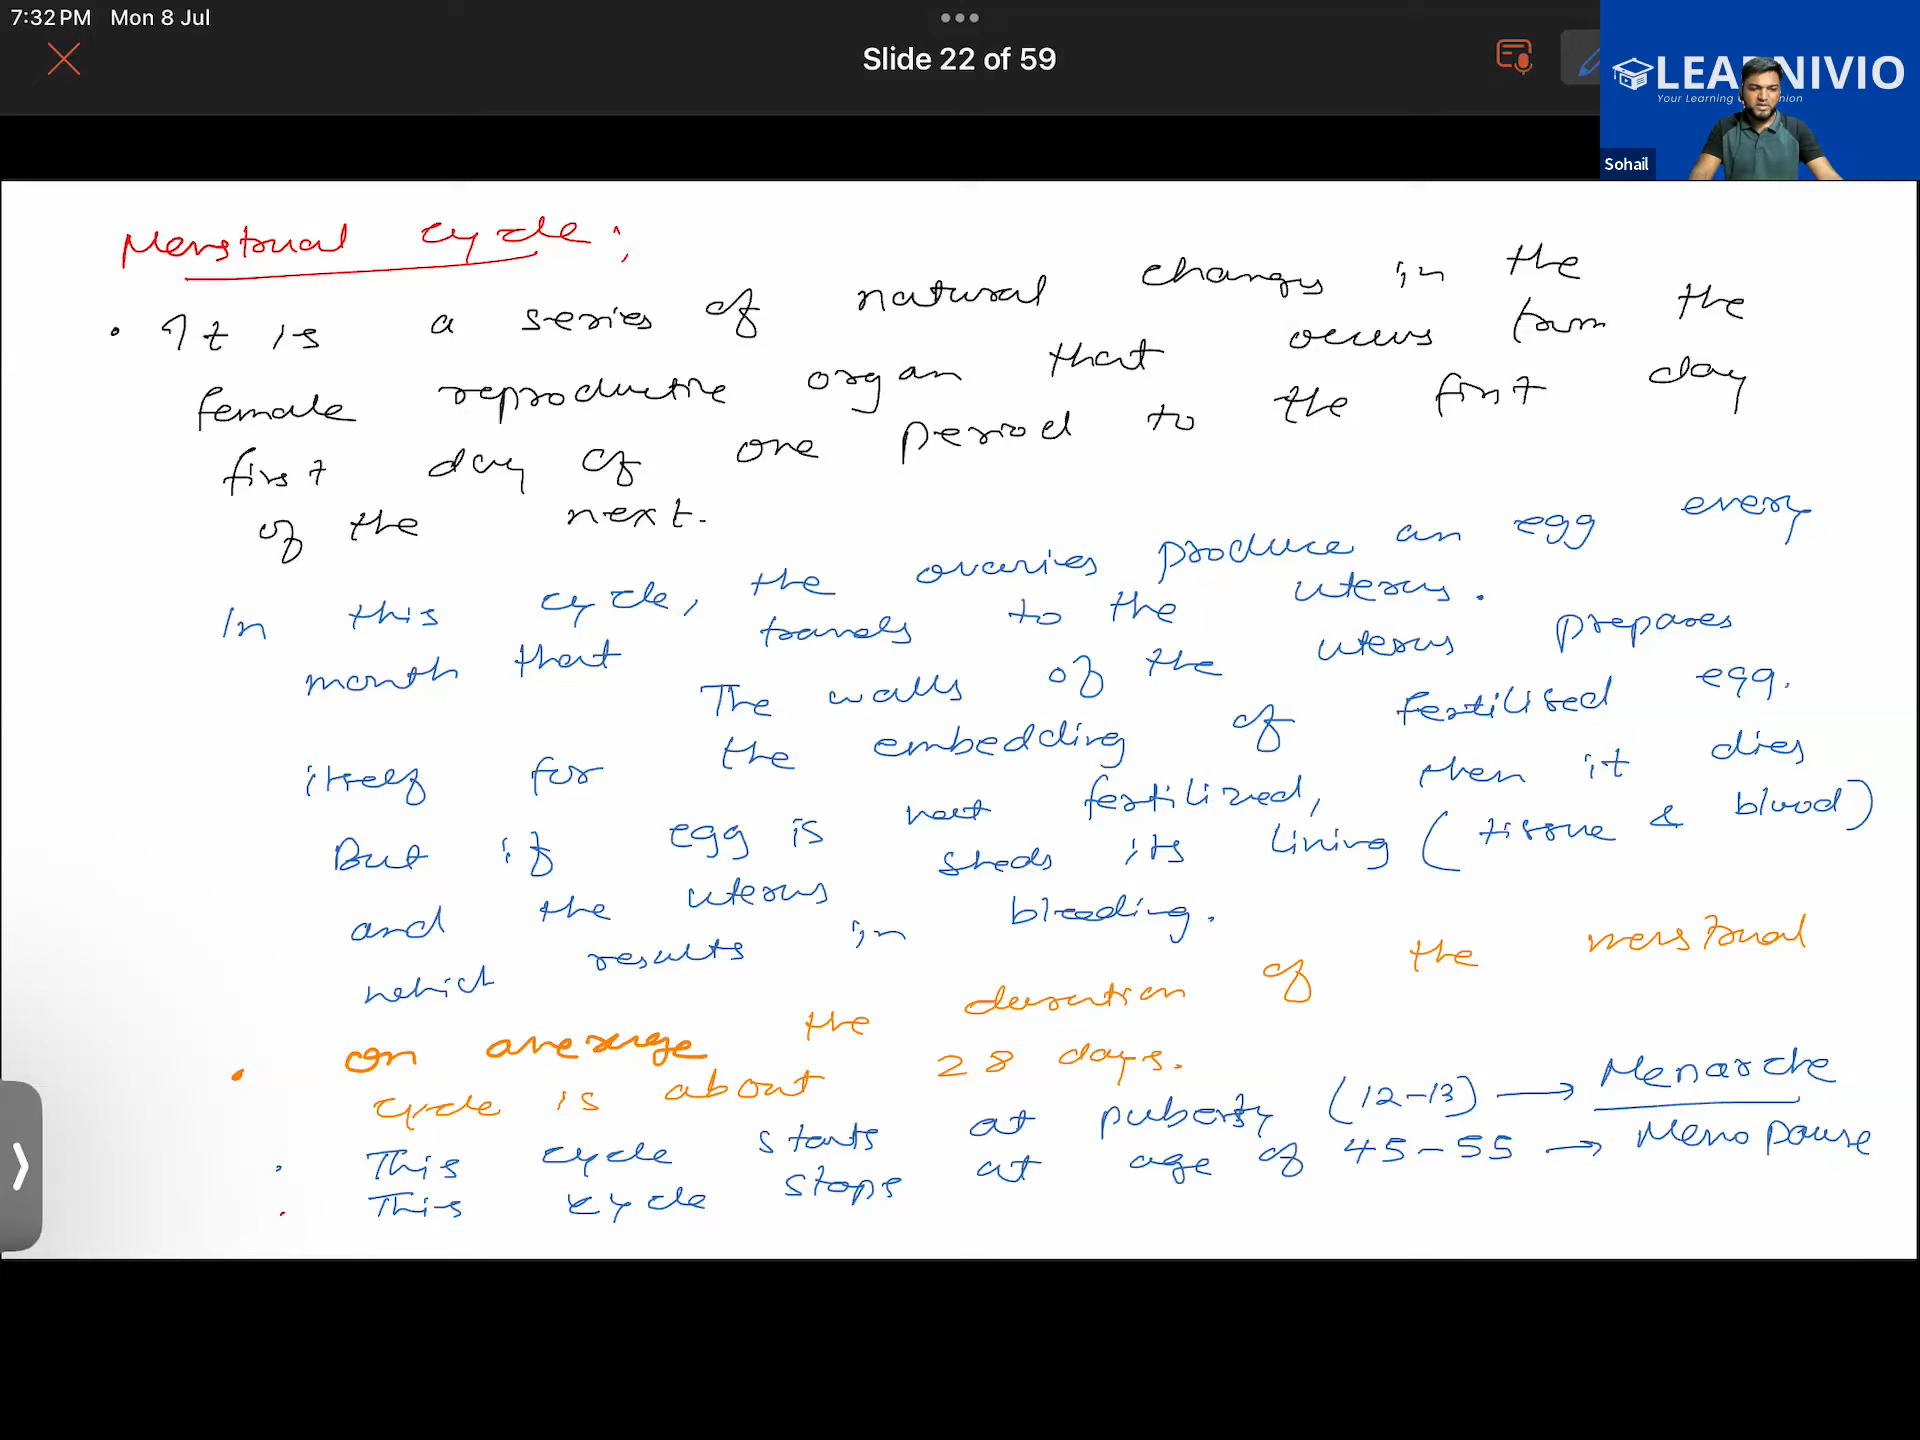 7:32 PM Mon 8 Jul
Slide 22 of 59
LEARNIVIO
Your Learning Companion
Sohail
Menstrual cycle:
• It is a series of natural changes in the
female reproductive organ that occurs from the
first day of one period to the first day
of the next.
In this cycle, the ovaries produce an egg every
month that travels to the uterus.
The walls of the uterus prepares
itself for the embedding of fertilised egg.
But if egg is not fertilized, then it dies
and the uterus sheds its lining (tissue & blood)
which results in bleeding.
• On average the duration of the menstrual
cycle is about 28 days.
• This cycle starts at puberty (12-13) → Menarche
• This cycle stops at age of 45-55 → Menopause